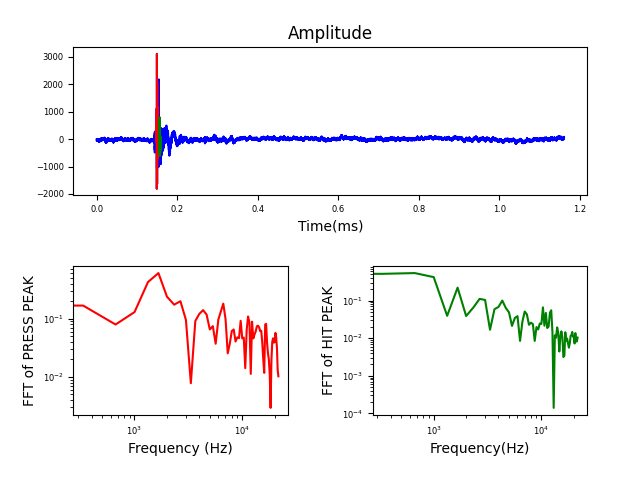 Amplitude
3000
2000
1000
0
−1000
−2000
0.0 0.2 0.4 0.6 0.8 1.0 1.2
Time(ms)
FFT of PRESS PEAK
10⁻¹
10⁻²
10³ 10⁴
Frequency (Hz)
FFT of HIT PEAK
10⁻¹
10⁻²
10⁻³
10⁻⁴
10³ 10⁴
Frequency(Hz)